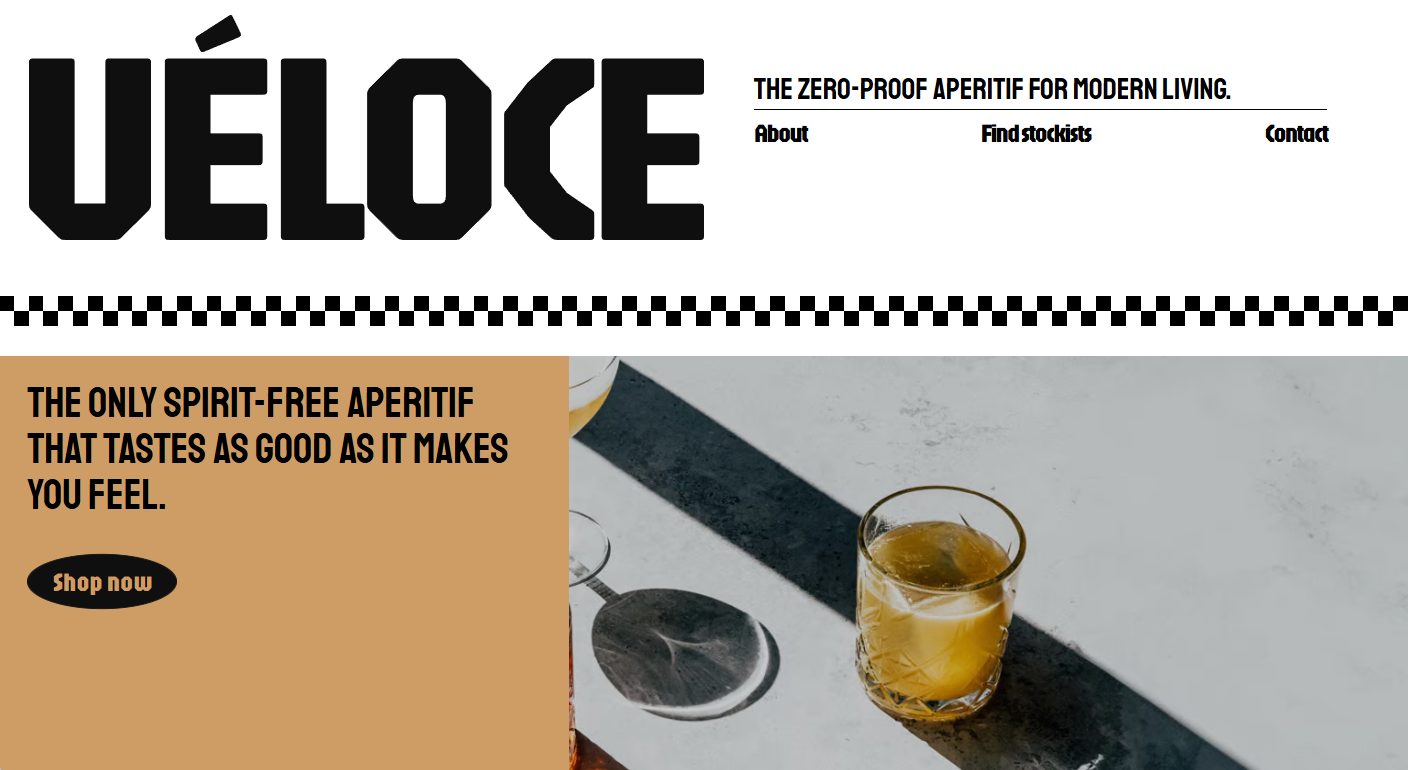 VÉLOCE
THE ZERO-PROOF APERITIF FOR MODERN LIVING.
About Find stockists Contact
THE ONLY SPIRIT-FREE APERITIF
THAT TASTES AS GOOD AS IT MAKES
YOU FEEL.
Shop now